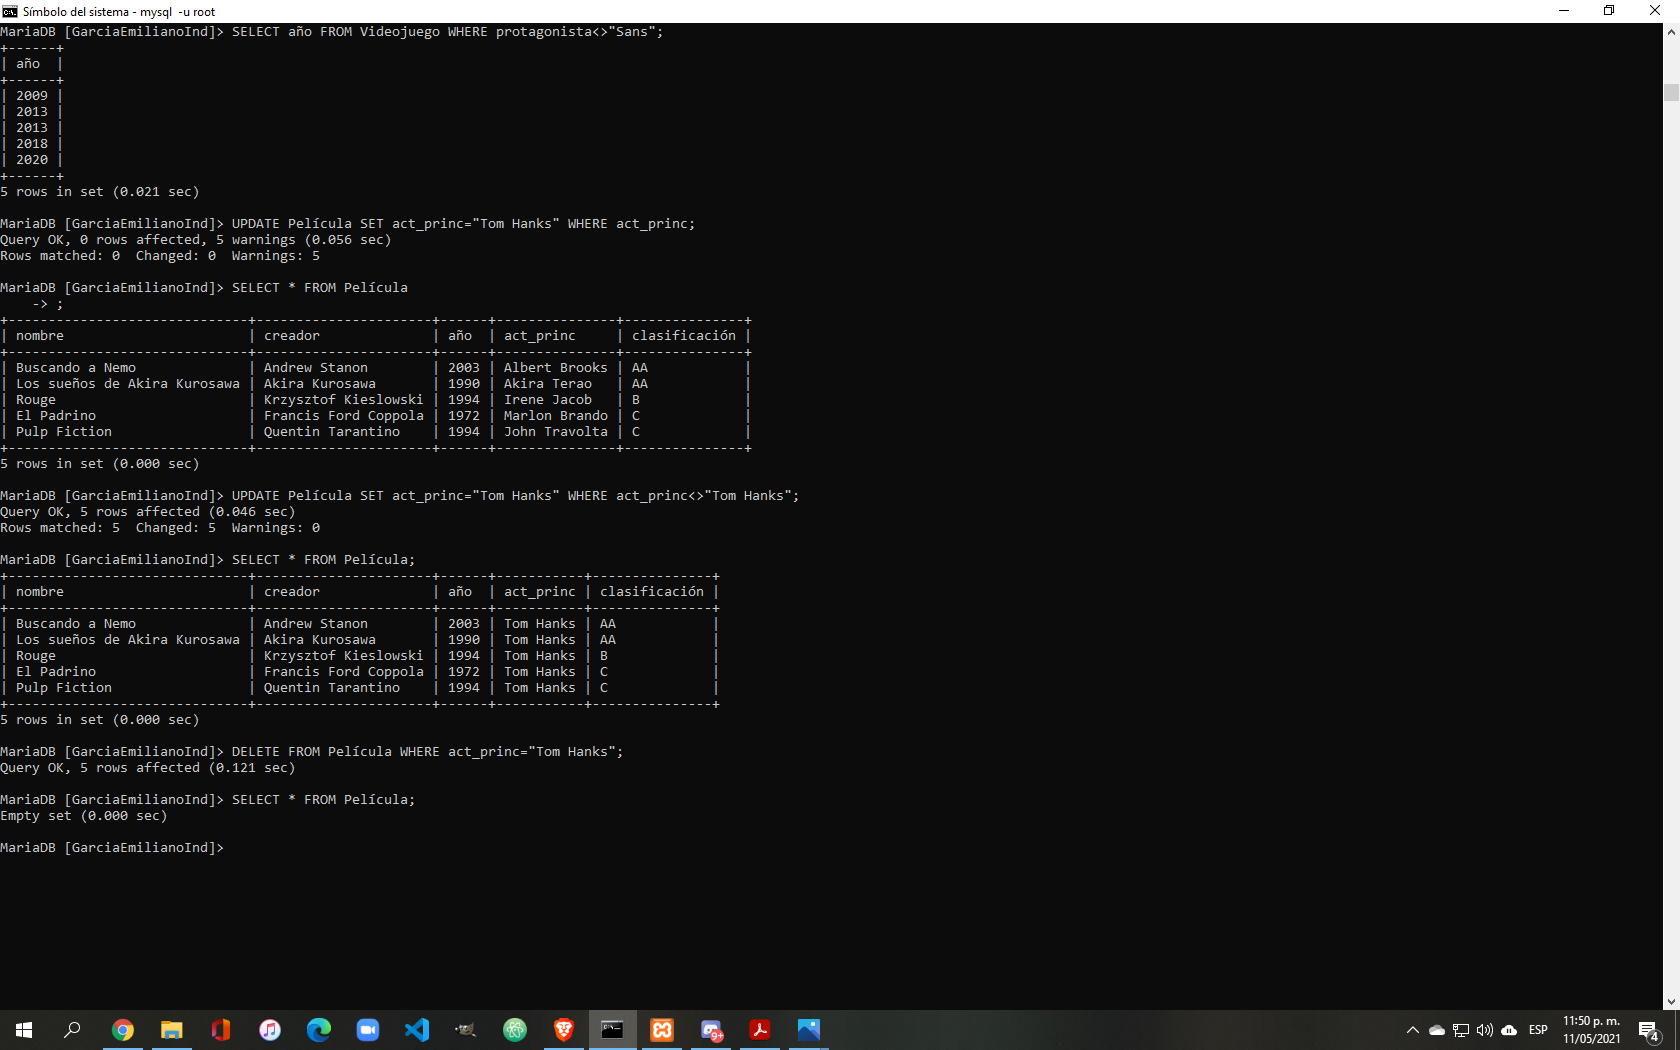 Símbolo del sistema - mysql  -u root
MariaDB [GarciaEmilianoInd]> SELECT año FROM Videojuego WHERE protagonista<>"Sans";
+------+
| año  |
+------+
| 2009 |
| 2013 |
| 2013 |
| 2018 |
| 2020 |
+------+
5 rows in set (0.021 sec)

MariaDB [GarciaEmilianoInd]> UPDATE Película SET act_princ="Tom Hanks" WHERE act_princ;
Query OK, 0 rows affected, 5 warnings (0.056 sec)
Rows matched: 0  Changed: 0  Warnings: 5

MariaDB [GarciaEmilianoInd]> SELECT * FROM Película
    -> ;
+------------------------------+----------------------+------+---------------+---------------+
| nombre                       | creador              | año  | act_princ     | clasificación |
+------------------------------+----------------------+------+---------------+---------------+
| Buscando a Nemo              | Andrew Stanon        | 2003 | Albert Brooks | AA            |
| Los sueños de Akira Kurosawa | Akira Kurosawa       | 1990 | Akira Terao   | AA            |
| Rouge                        | Krzysztof Kieslowski | 1994 | Irene Jacob   | B             |
| El Padrino                   | Francis Ford Coppola | 1972 | Marlon Brando | C             |
| Pulp Fiction                 | Quentin Tarantino    | 1994 | John Travolta | C             |
+------------------------------+----------------------+------+---------------+---------------+
5 rows in set (0.000 sec)

MariaDB [GarciaEmilianoInd]> UPDATE Película SET act_princ="Tom Hanks" WHERE act_princ<>"Tom Hanks";
Query OK, 5 rows affected (0.046 sec)
Rows matched: 5  Changed: 5  Warnings: 0

MariaDB [GarciaEmilianoInd]> SELECT * FROM Película;
+------------------------------+----------------------+------+-----------+---------------+
| nombre                       | creador              | año  | act_princ | clasificación |
+------------------------------+----------------------+------+-----------+---------------+
| Buscando a Nemo              | Andrew Stanon        | 2003 | Tom Hanks | AA            |
| Los sueños de Akira Kurosawa | Akira Kurosawa       | 1990 | Tom Hanks | AA            |
| Rouge                        | Krzysztof Kieslowski | 1994 | Tom Hanks | B             |
| El Padrino                   | Francis Ford Coppola | 1972 | Tom Hanks | C             |
| Pulp Fiction                 | Quentin Tarantino    | 1994 | Tom Hanks | C             |
+------------------------------+----------------------+------+-----------+---------------+
5 rows in set (0.000 sec)

MariaDB [GarciaEmilianoInd]> DELETE FROM Película WHERE act_princ="Tom Hanks";
Query OK, 5 rows affected (0.121 sec)

MariaDB [GarciaEmilianoInd]> SELECT * FROM Película;
Empty set (0.000 sec)

MariaDB [GarciaEmilianoInd]>
9+
ESP
11:50 p. m.
11/05/2021
4